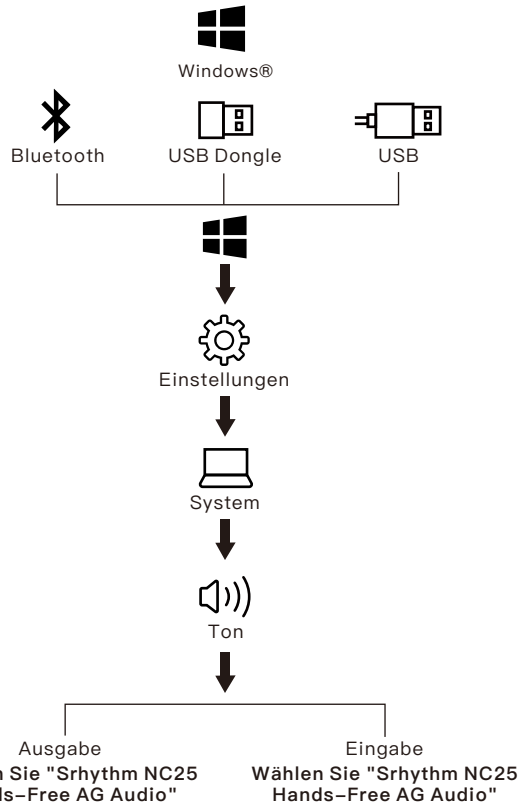 Windows®
Bluetooth USB Dongle USB
Einstellungen
System
Ton
Ausgabe
Sie "Srhythm NC25
Free AG Audio"
Eingabe
Wählen Sie "Srhythm NC25
Hands-Free AG Audio"